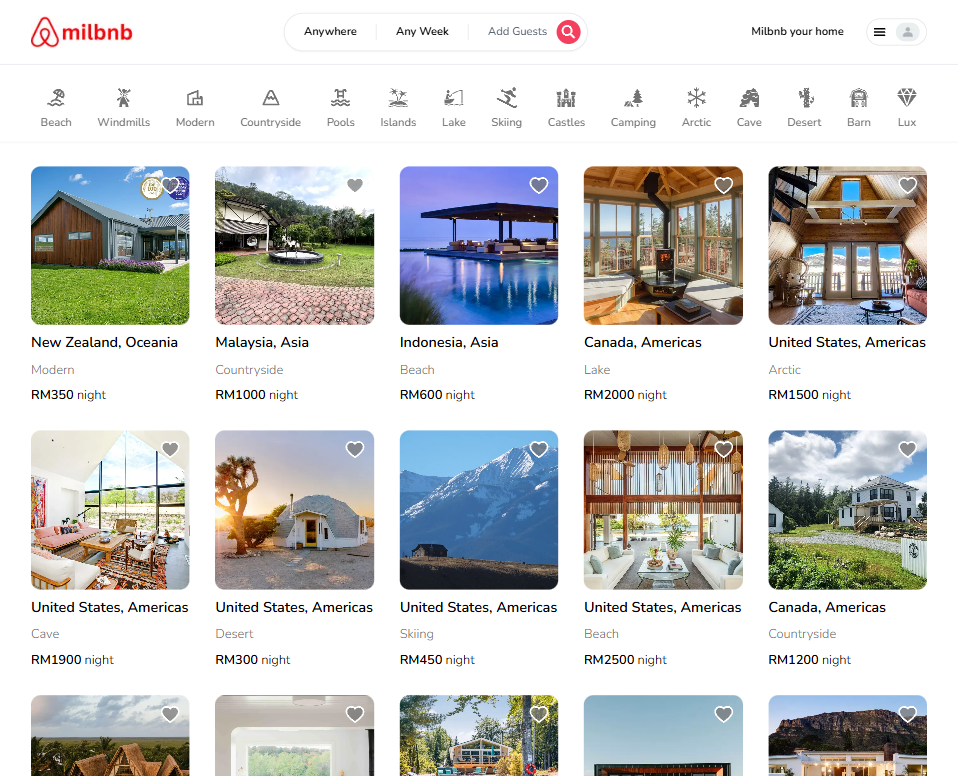 milbnb
Anywhere
Any Week
Add Guests
Milbnb your home
Beach
Windmills
Modern
Countryside
Pools
Islands
Lake
Skiing
Castles
Camping
Arctic
Cave
Desert
Barn
Lux
New Zealand, Oceania
Modern
RM350 night
Malaysia, Asia
Countryside
RM1000 night
Indonesia, Asia
Beach
RM600 night
Canada, Americas
Lake
RM2000 night
United States, Americas
Arctic
RM1500 night
United States, Americas
Cave
RM1900 night
United States, Americas
Desert
RM300 night
United States, Americas
Skiing
RM450 night
United States, Americas
Beach
RM2500 night
Canada, Americas
Countryside
RM1200 night